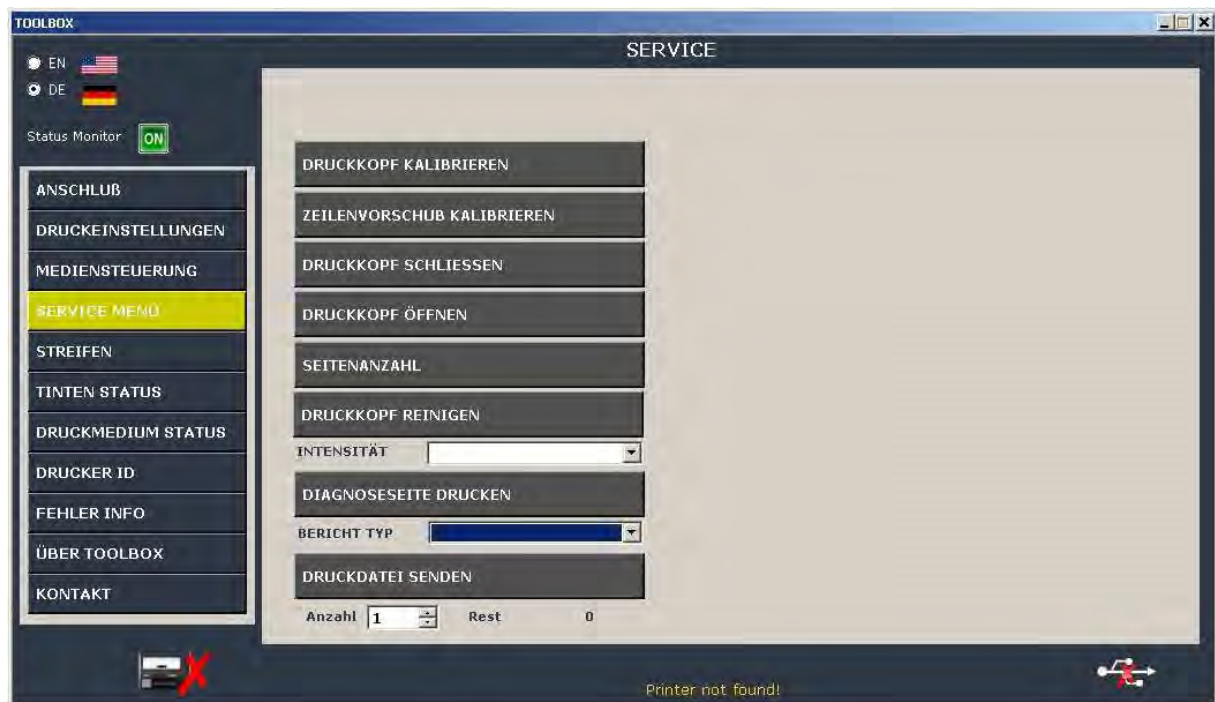 TOOLBOX
SERVICE
EN
DE
Status Monitor
ON
ANSCHLUß
DRUCKEINSTELLUNGEN
MEDIENSTEUERUNG
SERVICE MENÜ
STREIFEN
TINTEN STATUS
DRUCKMEDIUM STATUS
DRUCKER ID
FEHLER INFO
ÜBER TOOLBOX
KONTAKT
DRUCKKOPF KALIBRIEREN
ZEILENVORSCHUB KALIBRIEREN
DRUCKKOPF SCHLIESSEN
DRUCKKOPF ÖFFNEN
SEITENANZAHL
DRUCKKOPF REINIGEN
INTENSITÄT
DIAGNOSESEITE DRUCKEN
BERICHT TYP
DRUCKDATEI SENDEN
Anzahl 1 Rest 0
Printer not found!